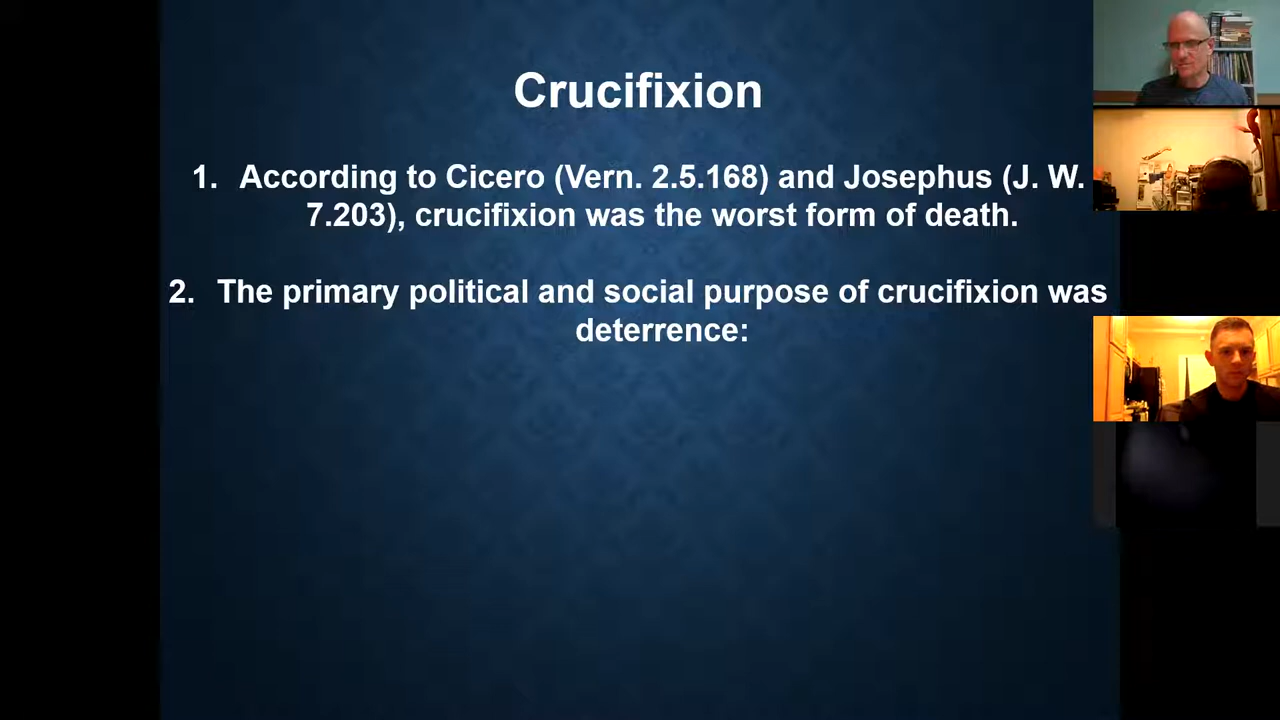 Crucifixion
1. According to Cicero (Vern. 2.5.168) and Josephus (J. W.
7.203), crucifixion was the worst form of death.
2. The primary political and social purpose of crucifixion was
deterrence: